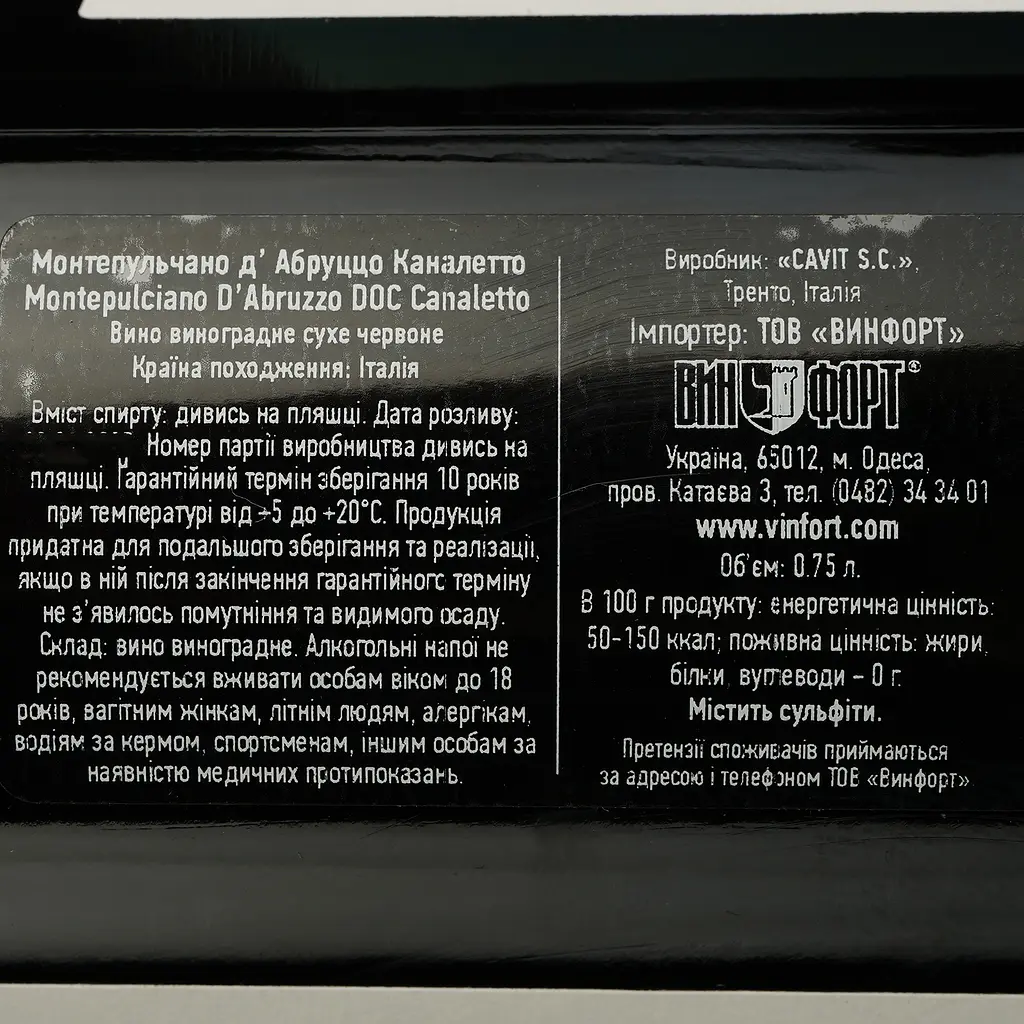 Монтепульчано д' Абруццо Каналетто
Montepulciano D'Abruzzo DOC Canaletto
Вино виноградне сухе червоне
Країна походження: Італія
Вміст спирту: дивись на пляшці. Дата розливу:
Номер партії виробництва дивись на
пляшці. Ґарантійний термін зберігання 10 років
при температурі від +5 до +20°С. Продукція
придатна для подальшого зберігання та реалізації,
якщо в ній після закінчення гарантійного терміну
не з'явилось помутніння та видимого осаду.
Склад: вино виноградне. Алкогольні напої не
рекомендується вживати особам віком до 18
років, вагітним жінкам, літнім людям, алергікам,
водіям за кермом, спортсменам, іншим особам за
наявністю медичних протипоказань.
Виробник: «CAVIT S.C.»,
Тренто, Італія
Імпортер: ТОВ «ВИНФОРТ»
ВИН ФОРТ®
Україна, 65012, м. Одеса,
пров. Катаєва 3, тел. (0482) 34 34 01
www.vinfort.com
Об'єм: 0.75 л.
В 100 г продукту: енергетична цінність:
50-150 ккал; поживна цінність: жири,
білки, вуглеводи – 0 г.
Містить сульфіти.
Претензії споживачів приймаються
за адресою і телефоном ТОВ «Винфорт»